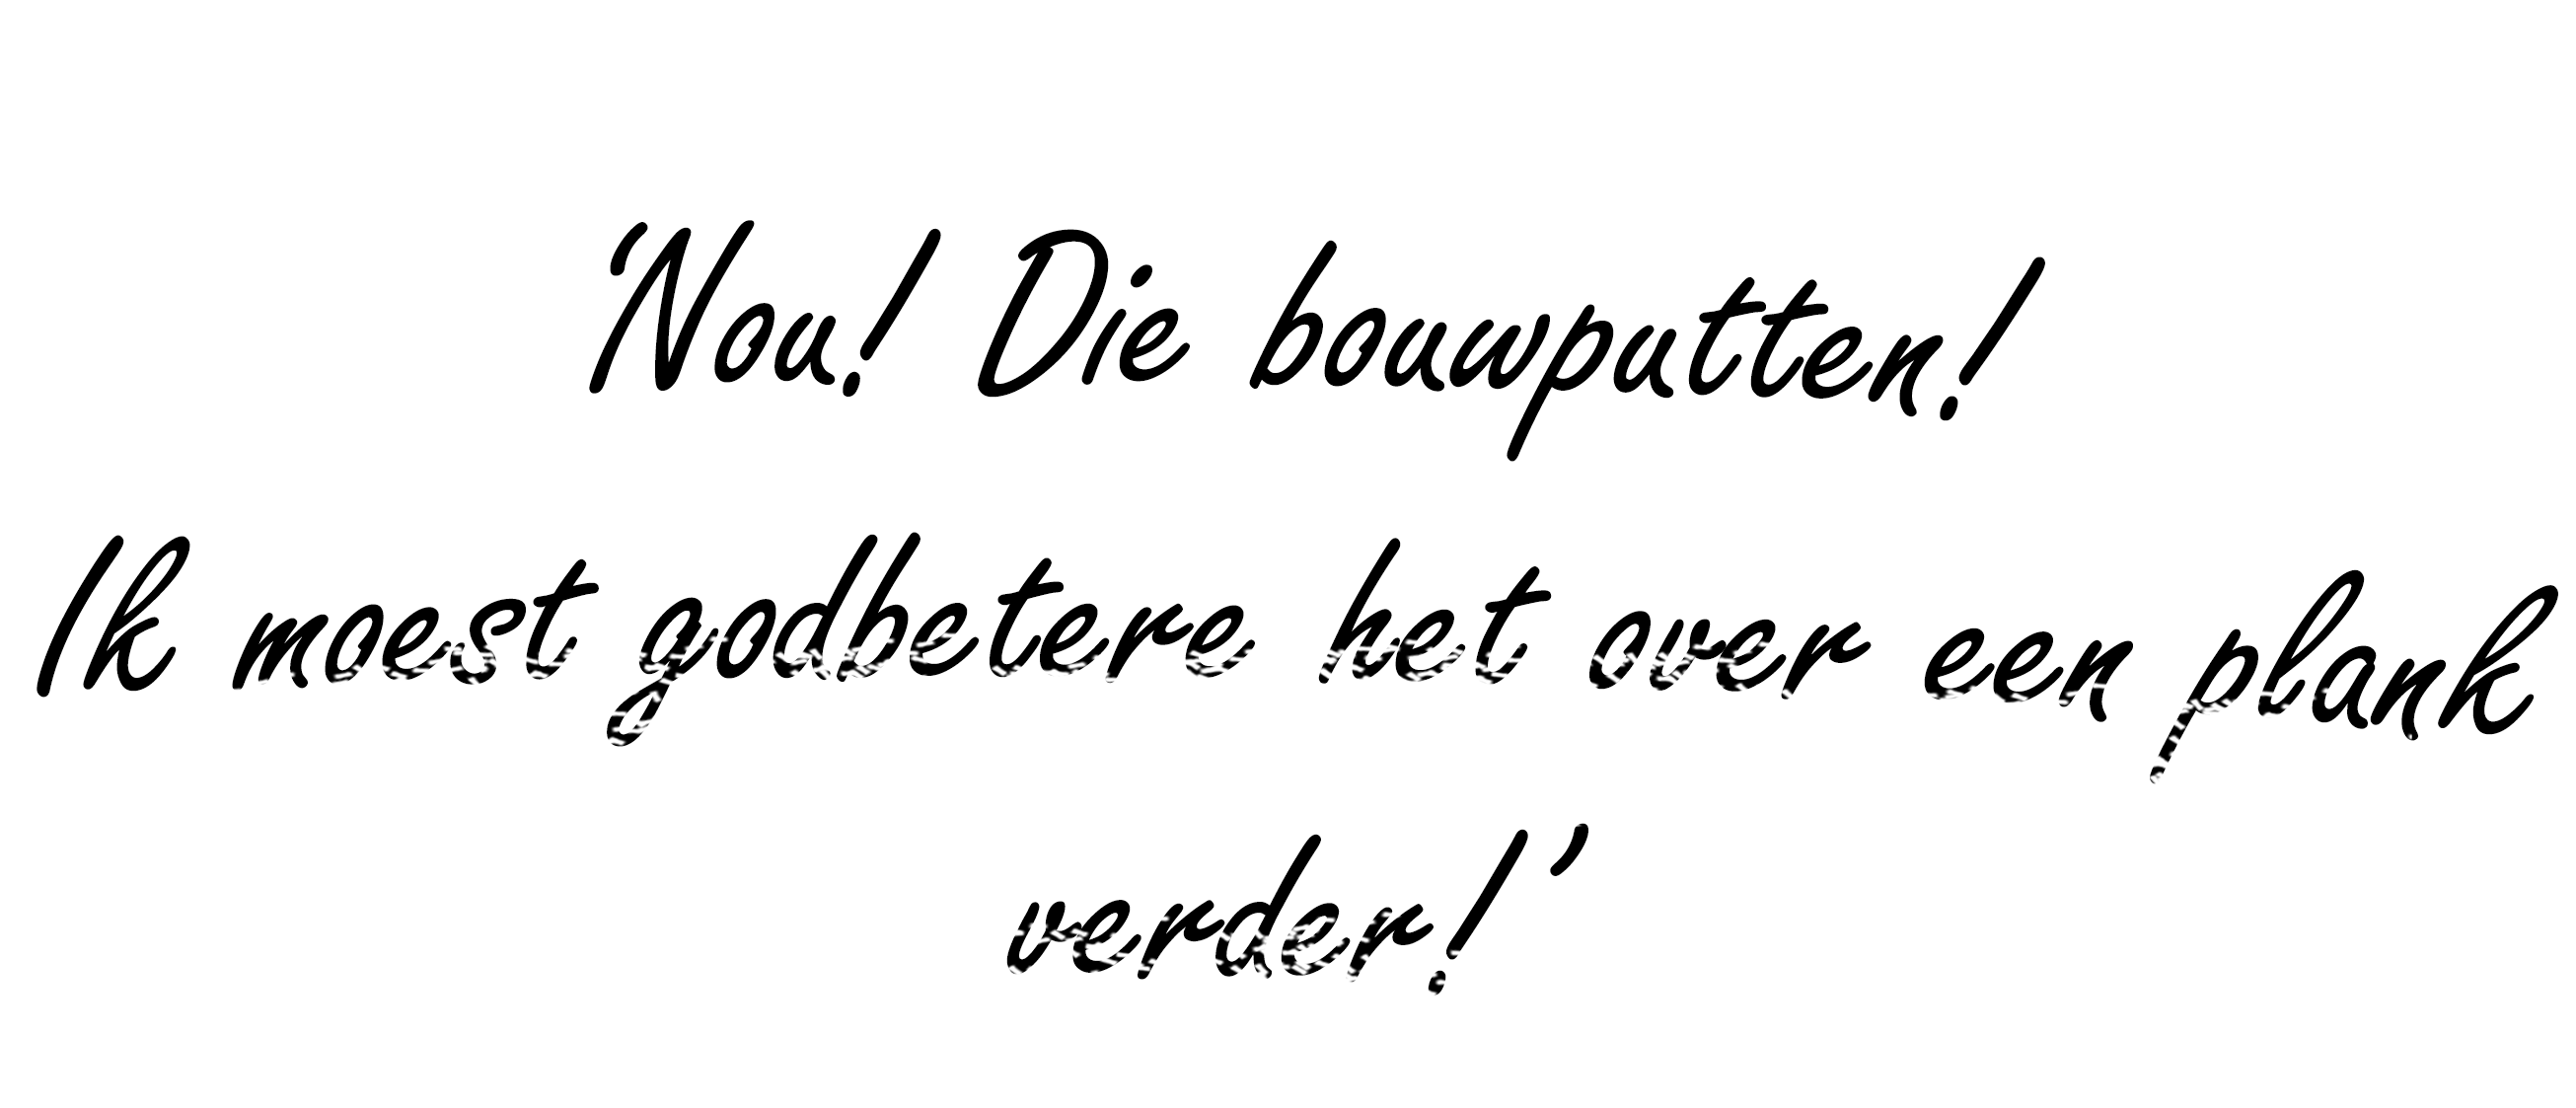 ‘Nou! Die bouwputten!
Ik moest godbetere het over een plank
verder!’